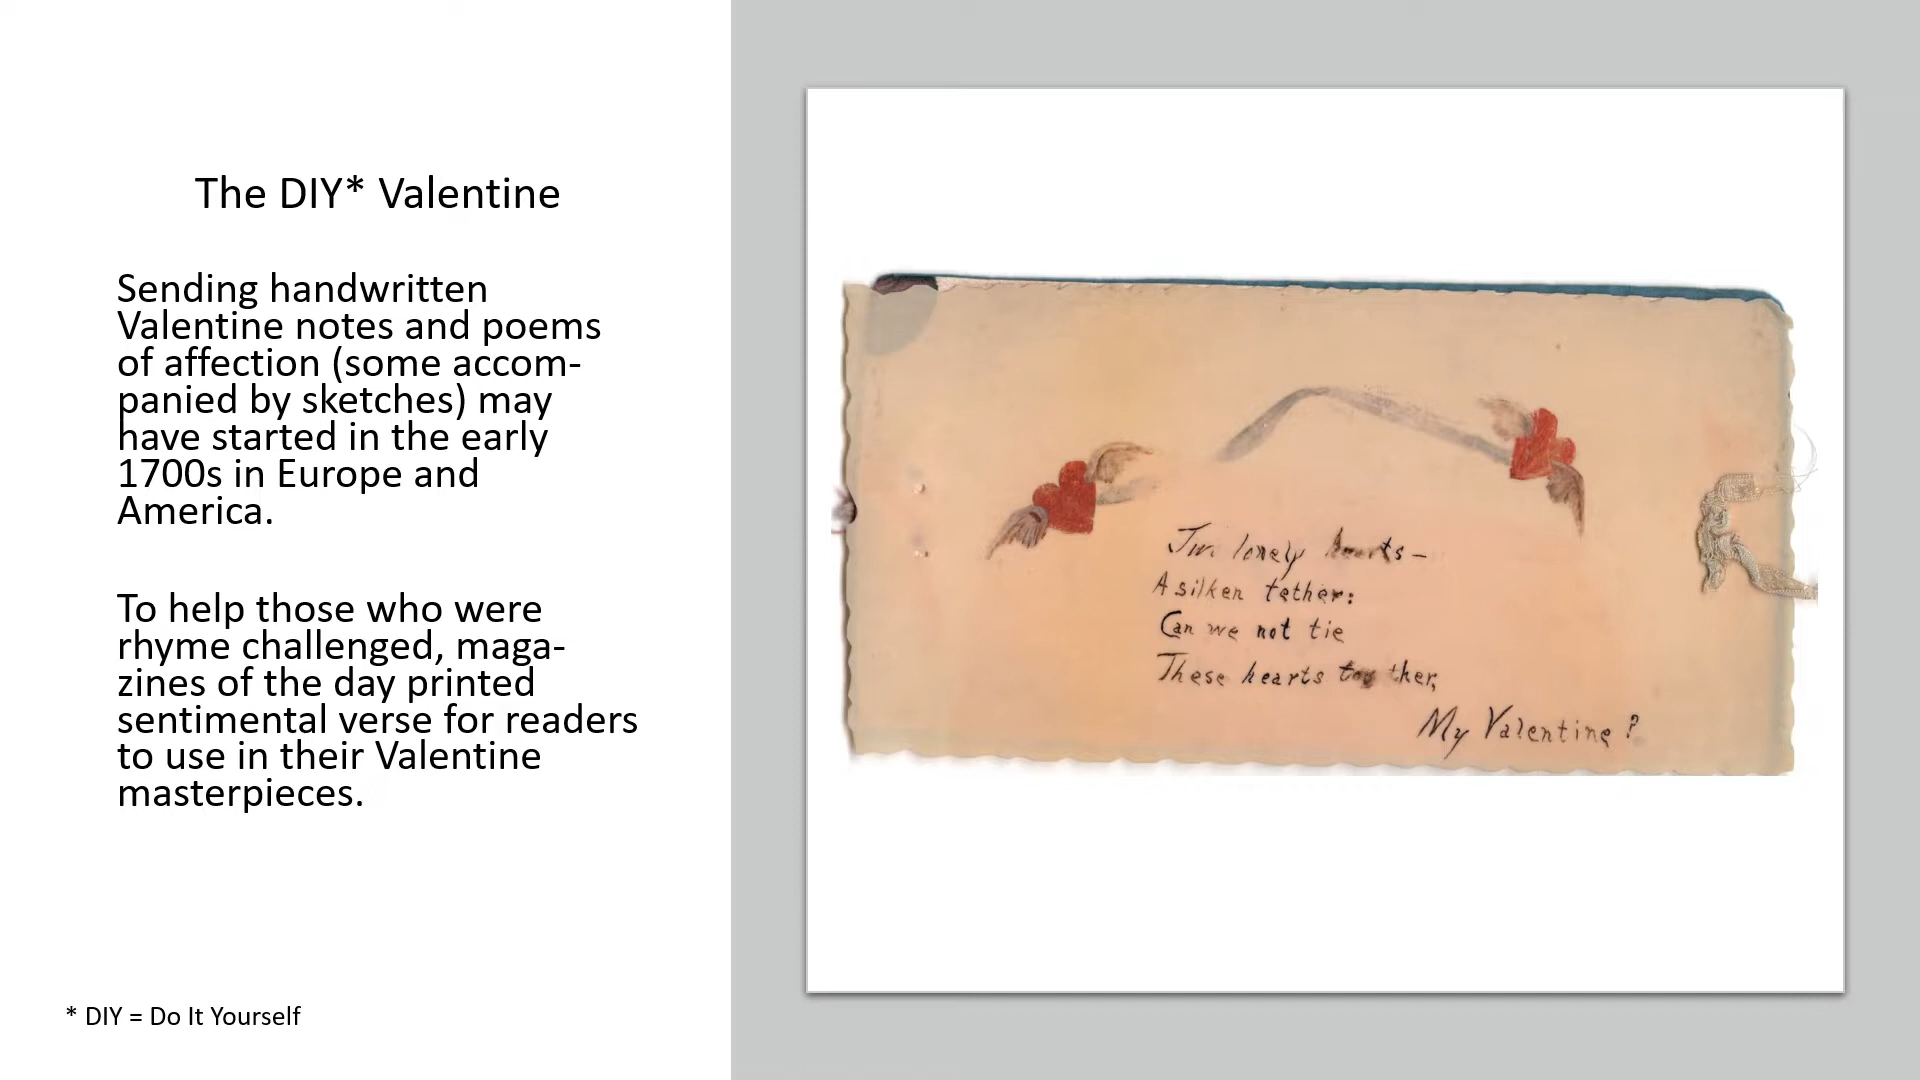 The DIY* Valentine
Sending handwritten
Valentine notes and poems
of affection (some accom-
panied by sketches) may
have started in the early
1700s in Europe and
America.
To help those who were
rhyme challenged, maga-
zines of the day printed
sentimental verse for readers
to use in their Valentine
masterpieces.
* DIY = Do It Yourself
lonely hearts –
A silken tether:
Can we not tie
These hearts
My Valentine ?